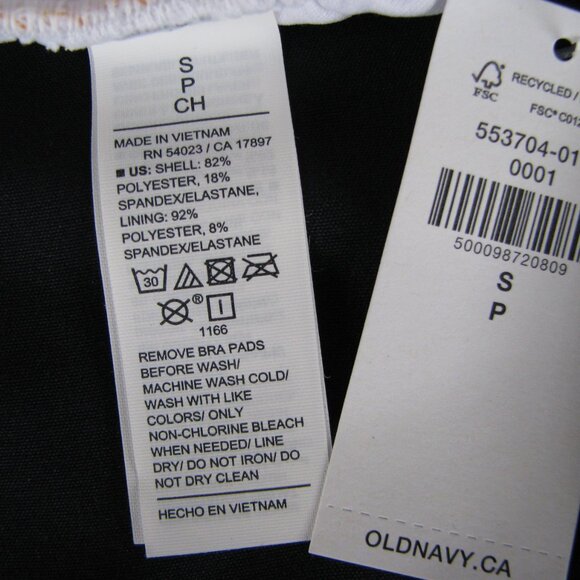 S
P
CH
MADE IN VIETNAM
RN 54023 / CA 17897
US: SHELL: 82%
POLYESTER, 18%
SPANDEX/ELASTANE,
LINING: 92%
POLYESTER, 8%
SPANDEX/ELASTANE
30
®
1166
REMOVE BRA PADS
BEFORE WASH/
MACHINE WASH COLD/
WASH WITH LIKE
COLORS/ ONLY
NON-CHLORINE BLEACH
WHEN NEEDED/ LINE
DRY/ DO NOT IRON/ DO
NOT DRY CLEAN
HECHO EN VIETNAM
FSC
RECYCLED /
FSC® C012
553704-01
0001
500098720809
S
P
OLDNAVY.CA